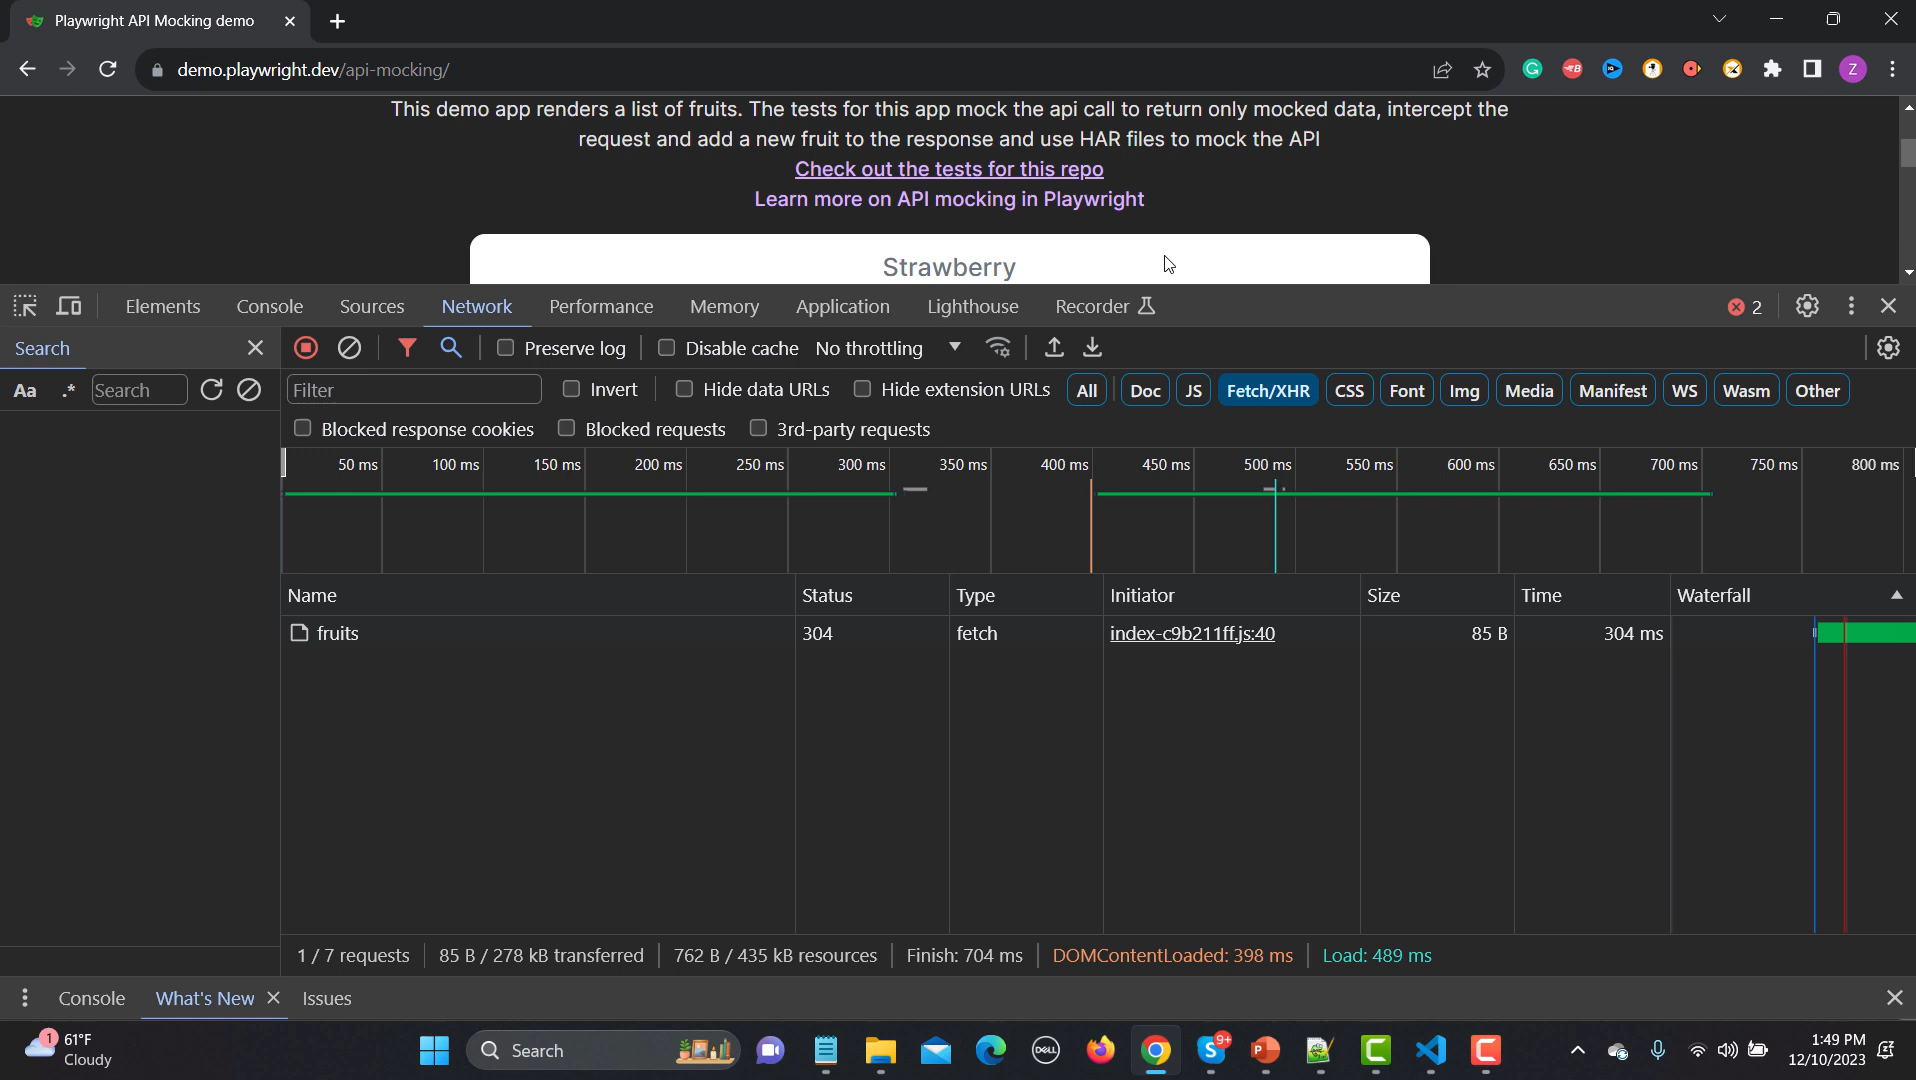 Playwright API Mocking demo
demo.playwright.dev/api-mocking/
Z
This demo app renders a list of fruits. The tests for this app mock the api call to return only mocked data, intercept the
request and add a new fruit to the response and use HAR files to mock the API
Check out the tests for this repo
Learn more on API mocking in Playwright
Strawberry
Elements Console Sources Network Performance Memory Application Lighthouse Recorder 2
Search Preserve log Disable cache No throttling
Aa .* Search Filter Invert Hide data URLs Hide extension URLs All Doc JS Fetch/XHR CSS Font Img Media Manifest WS Wasm Other
Blocked response cookies Blocked requests 3rd-party requests
50 ms 100 ms 150 ms 200 ms 250 ms 300 ms 350 ms 400 ms 450 ms 500 ms 550 ms 600 ms 650 ms 700 ms 750 ms 800 ms
Name Status Type Initiator Size Time Waterfall
fruits 304 fetch index-c9b211ff.js:40 85 B 304 ms
1 / 7 requests 85 B / 278 kB transferred 762 B / 435 kB resources Finish: 704 ms DOMContentLoaded: 398 ms Load: 489 ms
Console What's New Issues
1 61°F
Cloudy
Search
DELL
9+
1:49 PM
12/10/2023